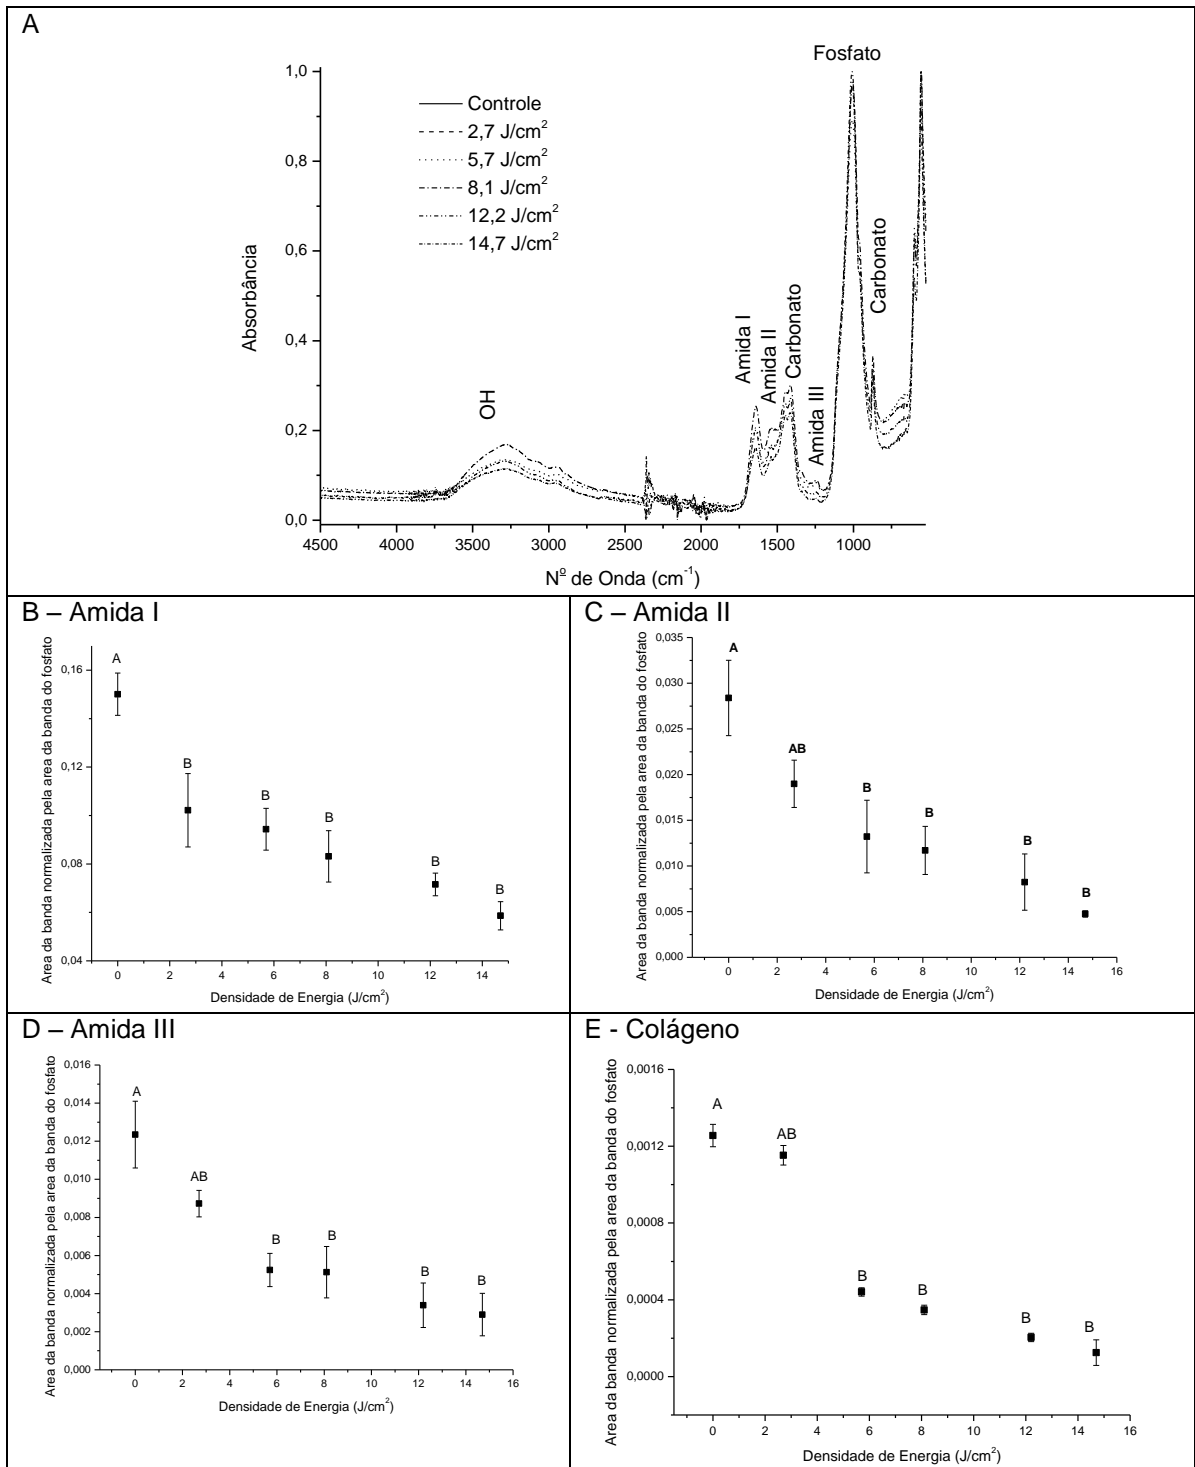 A
Fosfato
1,0
0,8
0,6
0,4
0,2
0,0
Absorbância
Controle
2,7 J/cm²
5,7 J/cm²
8,1 J/cm²
12,2 J/cm²
14,7 J/cm²
OH
Amida I
Amida II
Carbonato
Amida III
Carbonato
4500 4000 3500 3000 2500 2000 1500 1000
Nº de Onda (cm⁻¹)
B – Amida I
Area da banda normalizada pela area da banda do fosfato
0,16
0,12
0,08
0,04
A
B
B
B
B
B
0 2 4 6 8 10 12 14
Densidade de Energia (J/cm²)
C – Amida II
Area da banda normalizada pela area da banda do fosfato
0,035
0,030
0,025
0,020
0,015
0,010
0,005
0,000
A
AB
B
B
B
B
0 2 4 6 8 10 12 14 16
Densidade de Energia (J/cm²)
D – Amida III
Area da banda normalizada pela area da banda do fosfato
0,016
0,014
0,012
0,010
0,008
0,006
0,004
0,002
0,000
A
AB
B
B
B
B
0 2 4 6 8 10 12 14 16
Densidade de Energia (J/cm²)
E - Colágeno
Area da banda normalizada pela area da banda do fosfato
0,0016
0,0012
0,0008
0,0004
0,0000
A
AB
B
B
B
B
0 2 4 6 8 10 12 14 16
Densidade de Energia (J/cm²)